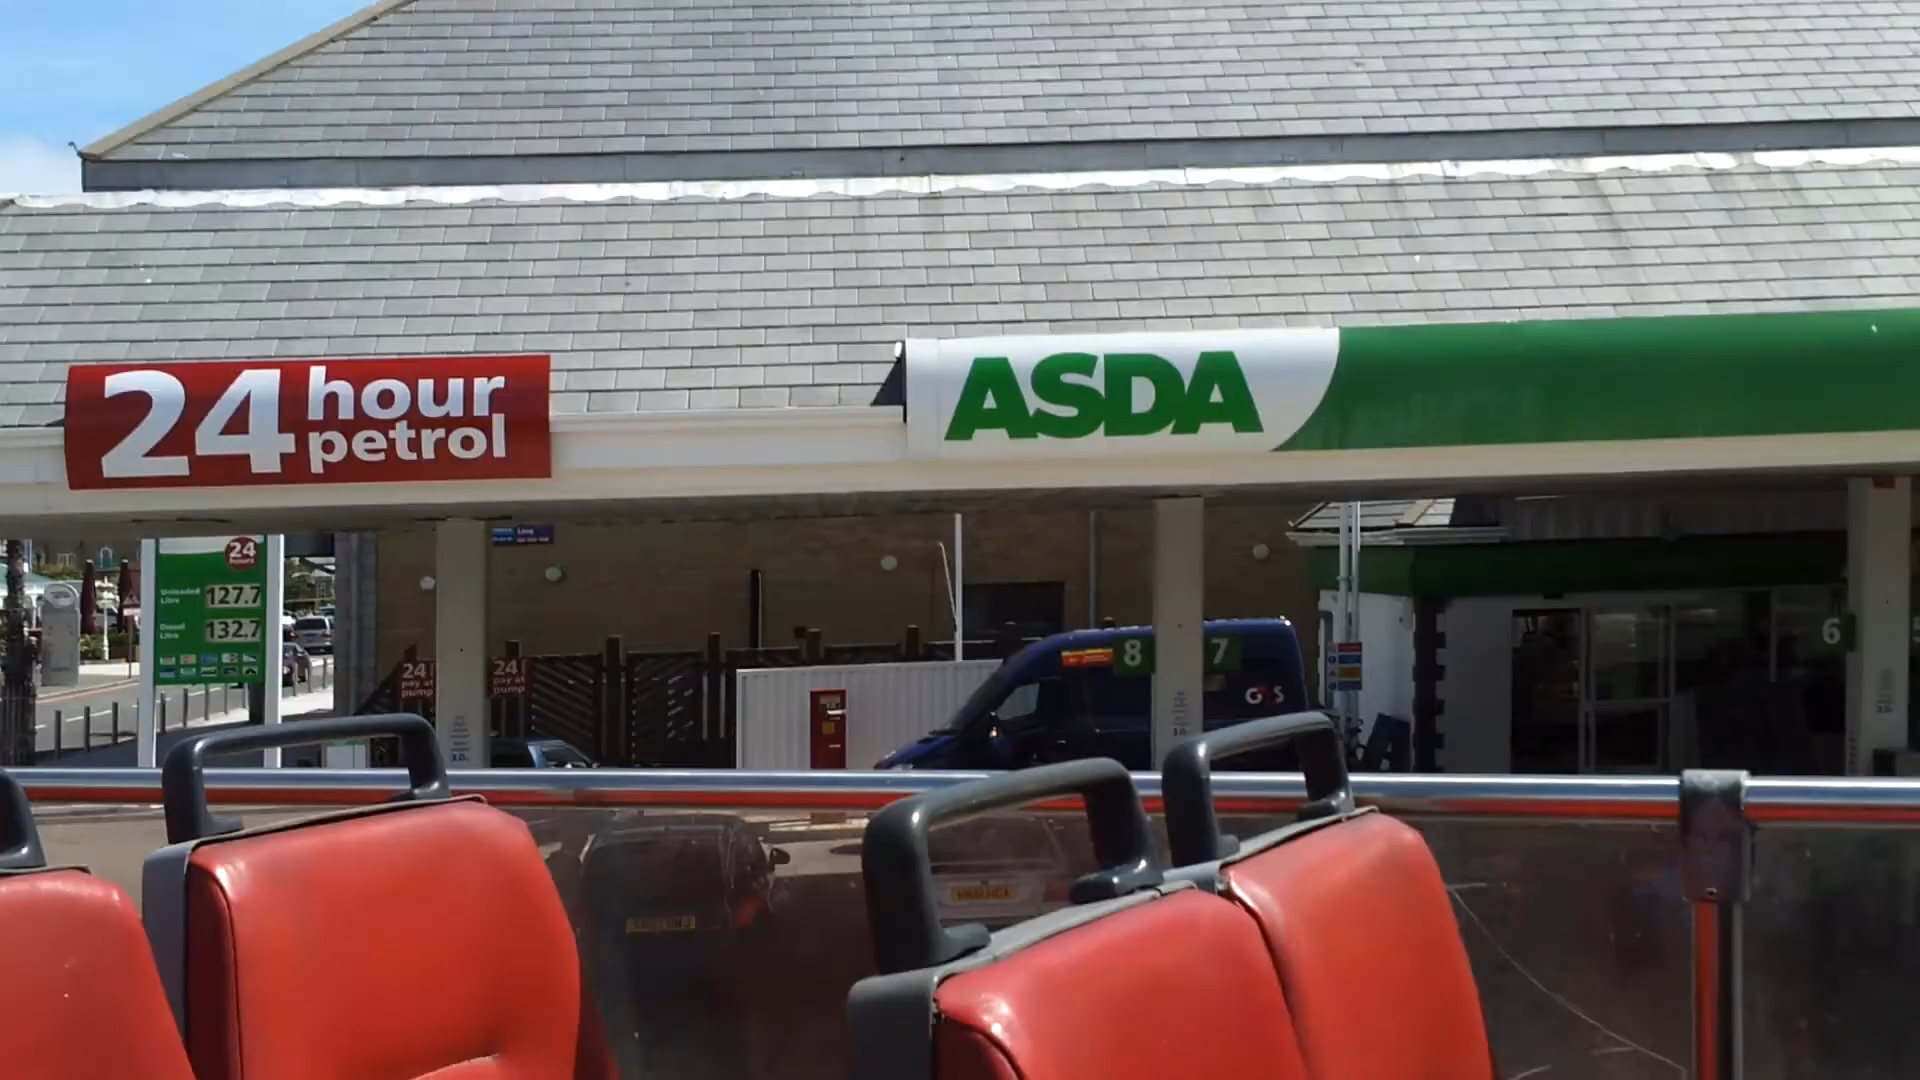 24 hour
petrol
ASDA
24
hours
Unleaded
Litre
127.7
Diesel
Litre
132.7
24
pay at
pump
24
pay at
pump
8
7
G4S
6